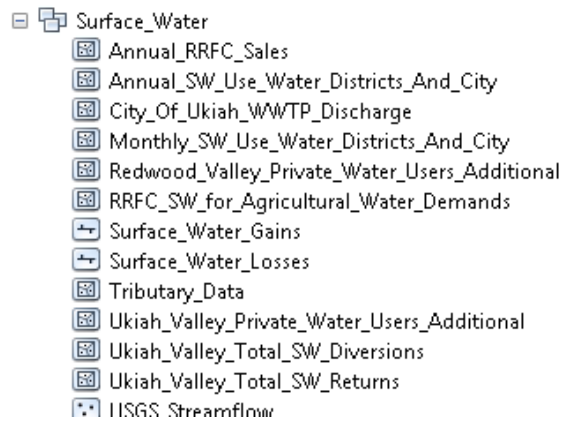 Surface_Water
Annual_RRFC_Sales
Annual_SW_Use_Water_Districts_And_City
City_Of_Ukiah_WWTP_Discharge
Monthly_SW_Use_Water_Districts_And_City
Redwood_Valley_Private_Water_Users_Additional
RRFC_SW_for_Agricultural_Water_Demands
Surface_Water_Gains
Surface_Water_Losses
Tributary_Data
Ukiah_Valley_Private_Water_Users_Additional
Ukiah_Valley_Total_SW_Diversions
Ukiah_Valley_Total_SW_Returns
USGS_Streamflow